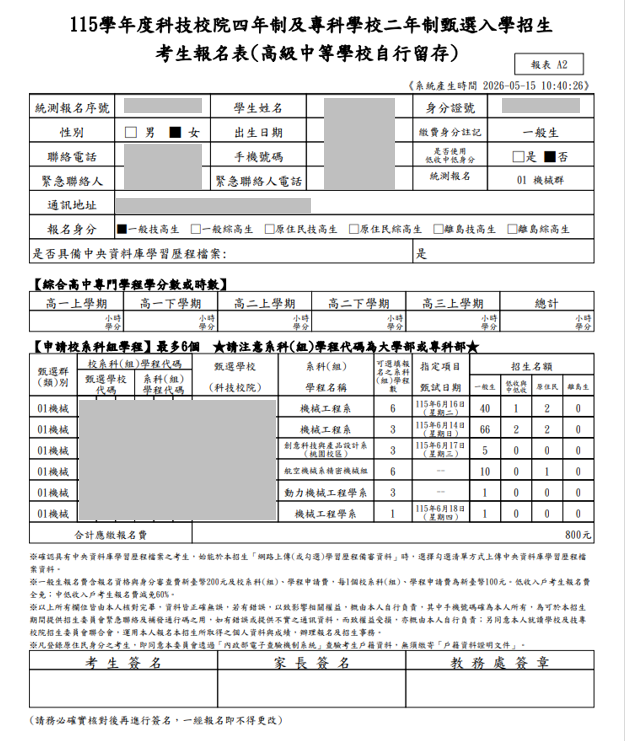 115學年度科技校院四年制及專科學校二年制甄選入學招生
考生報名表(高級中等學校自行留存)
報表 A2
《系統產生時間 2026-05-15 10:40:26》
統測報名序號 學生姓名 身分證號
性別 □ 男 ■ 女 出生日期 繳費身分註記 一般生
聯絡電話 手機號碼 是否使用低收中低身分 □是 ■否
緊急聯絡人 緊急聯絡人電話 統測報名 01 機械群
通訊地址
報名身分 ■一般技高生 □一般綜高生 □原住民技高生 □原住民綜高生 □離島技高生 □離島綜高生
是否具備中央資料庫學習歷程檔案: 是
【綜合高中專門學程學分數或時數】
高一上學期 高一下學期 高二上學期 高二下學期 高三上學期 總計
小時 小時 小時 小時 小時 小時
學分 學分 學分 學分 學分 學分
【申請校系科組學程】最多6個 ★請注意系科(組)學程代碼為大學部或專科部★
甄選群(類)別 校系科(組)學程代碼 甄選學校(科技校院) 系科(組)學程名稱 可選填報名之系科(組)學程數 指定項目甄試日期 招生名額
甄選學校代碼 系科(組)學程代碼 一般生 低收與中低收 原住民 離島生
01機械 機械工程系 6 115年6月16日(星期二) 40 1 2 0
01機械 機械工程系 3 115年6月14日(星期日) 66 2 2 0
01機械 創意科技與產品設計系(桃園校區) 3 115年6月17日(星期三) 5 0 0 0
01機械 航空機械系精密機械組 6 -- 10 0 1 0
01機械 動力機械工程學系 3 -- 1 0 0 0
01機械 機械工程學系 1 115年6月18日(星期四) 1 0 0 0
合計應繳報名費 800元
※確認具有中央資料庫學習歷程檔案之考生，始能於本招生「網路上傳(或勾選)學習歷程備審資料」時，選擇勾選清單方式上傳中央資料庫學習歷程檔
案資料。
※一般生報名費含報名資格與身分審查費新臺幣200元及校系科(組)、學程申請費，每1個校系科(組)、學程申請費為新臺幣100元。低收入戶考生報名費
全免；中低收入戶考生報名費減免60%。
※以上所有欄位皆由本人核對完畢，資料皆正確無誤，若有錯誤，以致影響相關權益，概由本人自行負責，其中手機號碼確為本人所有，為可於本招生
期間提供招生委員會緊急聯絡及補發通行碼之用，如有錯誤或提供不實之通訊資料，而致權益受損，亦概由本人自行負責；另同意本人就讀學校及技專
校院招生委員會聯合會，運用本人報名本招生所取得之個人資料與成績，辦理報名及招生事務。
※凡登錄原住民身分之考生，即同意本委員會透過「內政部電子查驗機制系統」查驗考生戶籍資料，無須繳寄「戶籍資料證明文件」。
考生簽名 家長簽名 教務處簽章
(請務必確實核對後再進行簽名，一經報名即不得更改)